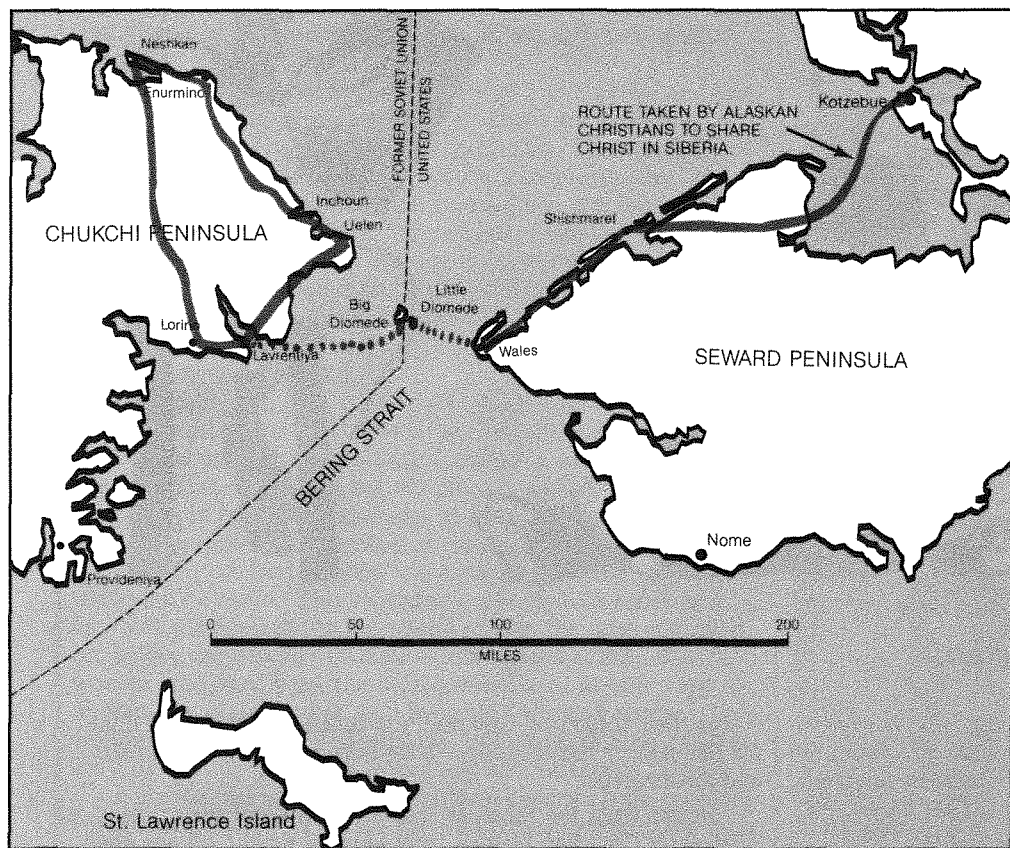 Neshkan
Enurmino
FORMER SOVIET UNION
UNITED STATES
Kotzebue
ROUTE TAKEN BY ALASKAN
CHRISTIANS TO SHARE
CHRIST IN SIBERIA
Inchoun
Uelen
Shishmaref
CHUKCHI PENINSULA
Big
Diomede
Little
Diomede
Lorino
Lavrentiya
Wales
SEWARD PENINSULA
BERING STRAIT
Nome
Provideniya
0 50 100 200
MILES
St. Lawrence Island